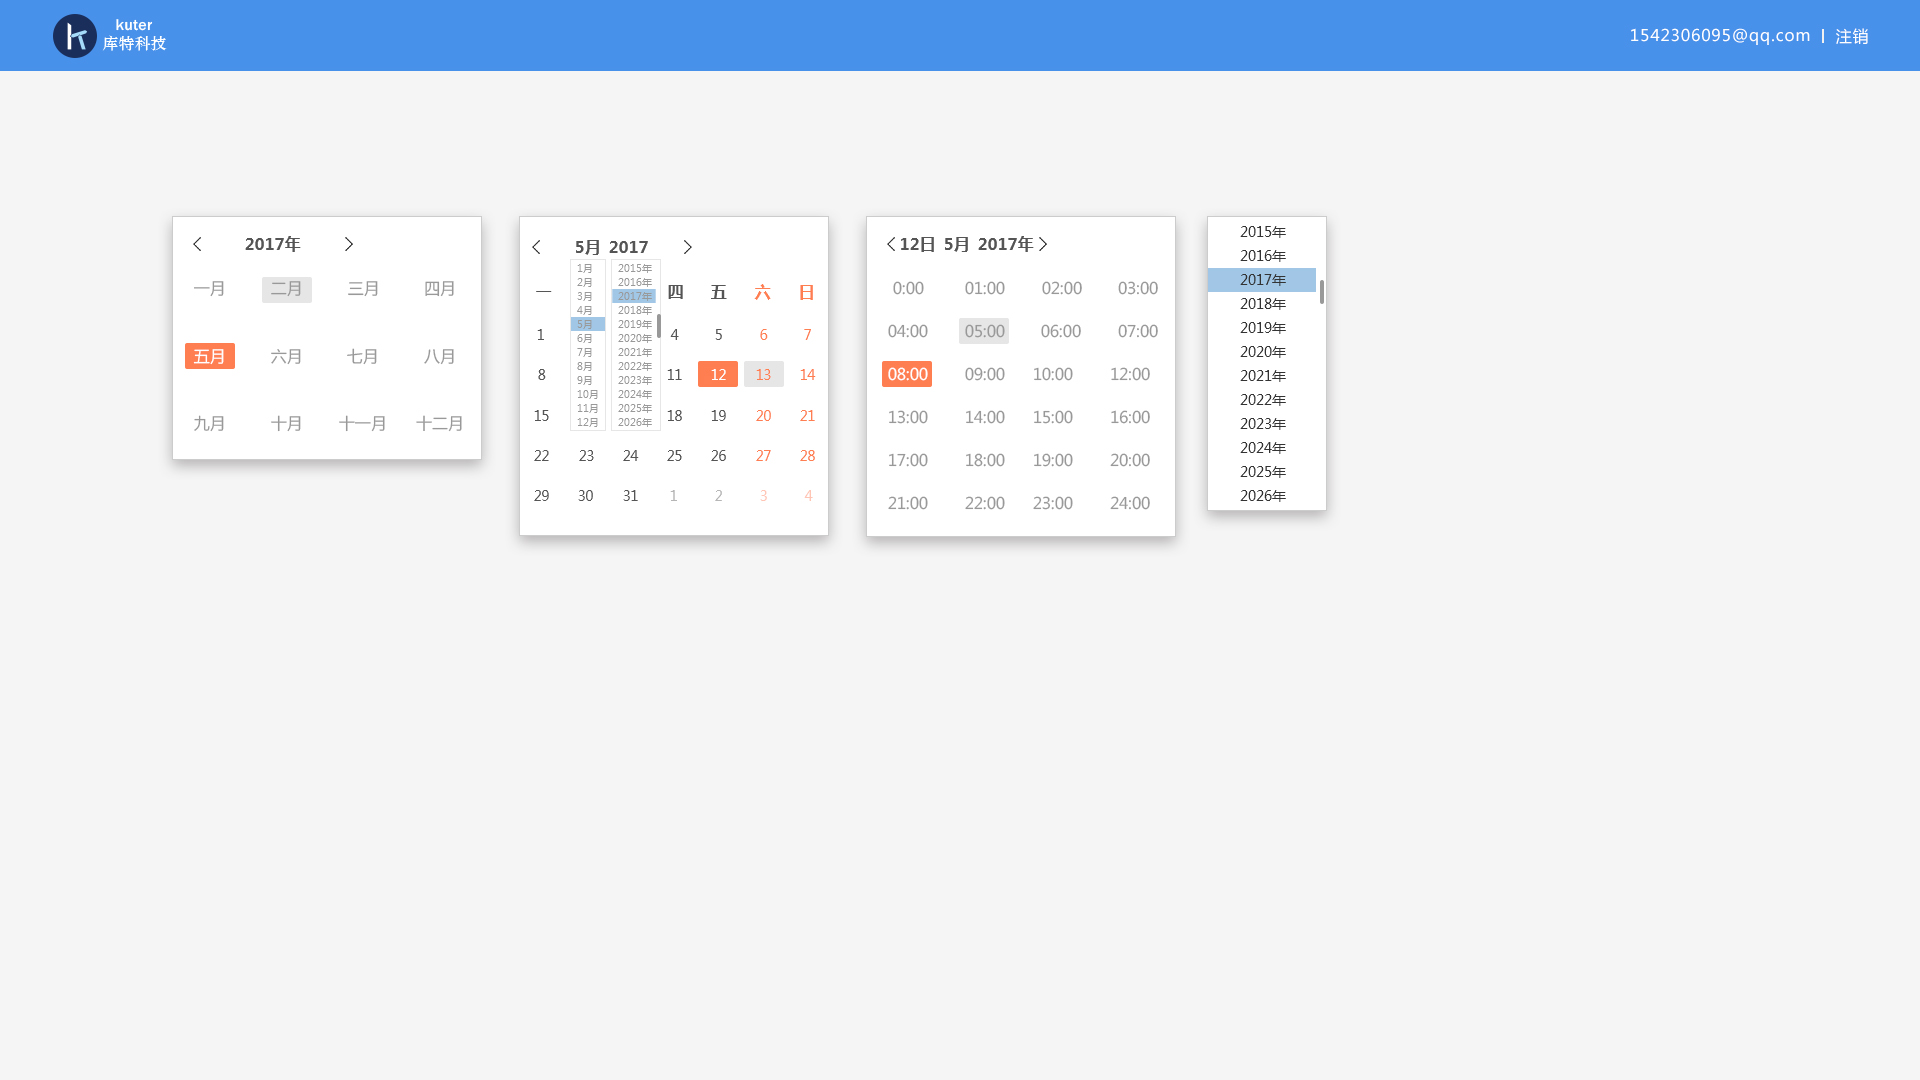 kuter
库特科技
1542306095@qq.com | 注销
2017年
一月 二月 三月 四月
五月 六月 七月 八月
九月 十月 十一月 十二月
5月 2017
1月
2月
3月
4月
5月
6月
7月
8月
9月
10月
11月
12月
2015年
2016年
2017年
2018年
2019年
2020年
2021年
2022年
2023年
2024年
2025年
2026年
一 四 五 六 日
1 4 5 6 7
8 11 12 13 14
15 18 19 20 21
22 23 24 25 26 27 28
29 30 31 1 2 3 4
12日 5月 2017年
0:00 01:00 02:00 03:00
04:00 05:00 06:00 07:00
08:00 09:00 10:00 12:00
13:00 14:00 15:00 16:00
17:00 18:00 19:00 20:00
21:00 22:00 23:00 24:00
2015年
2016年
2017年
2018年
2019年
2020年
2021年
2022年
2023年
2024年
2025年
2026年